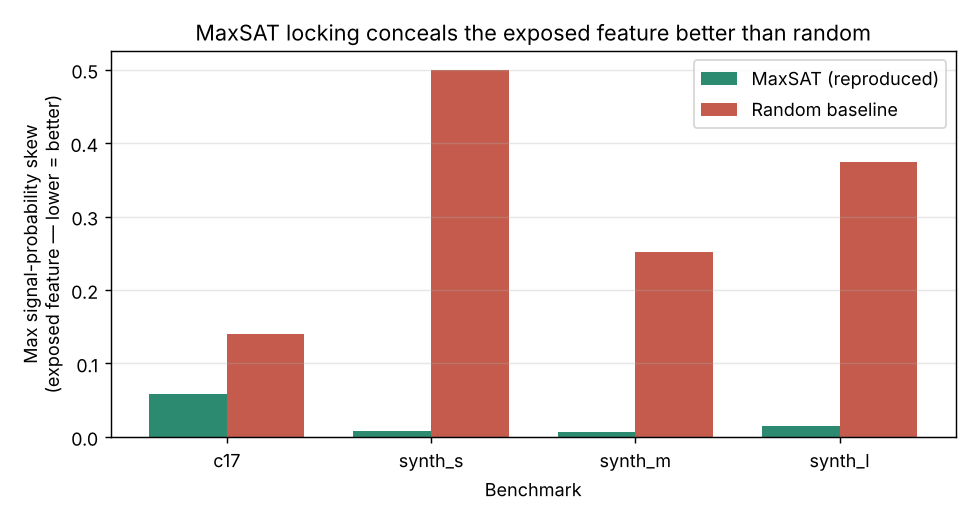 MaxSAT locking conceals the exposed feature better than random
MaxSAT (reproduced)
Random baseline
Max signal-probability skew
(exposed feature — lower = better)
0.5
0.4
0.3
0.2
0.1
0.0
c17
synth_s
synth_m
synth_l
Benchmark